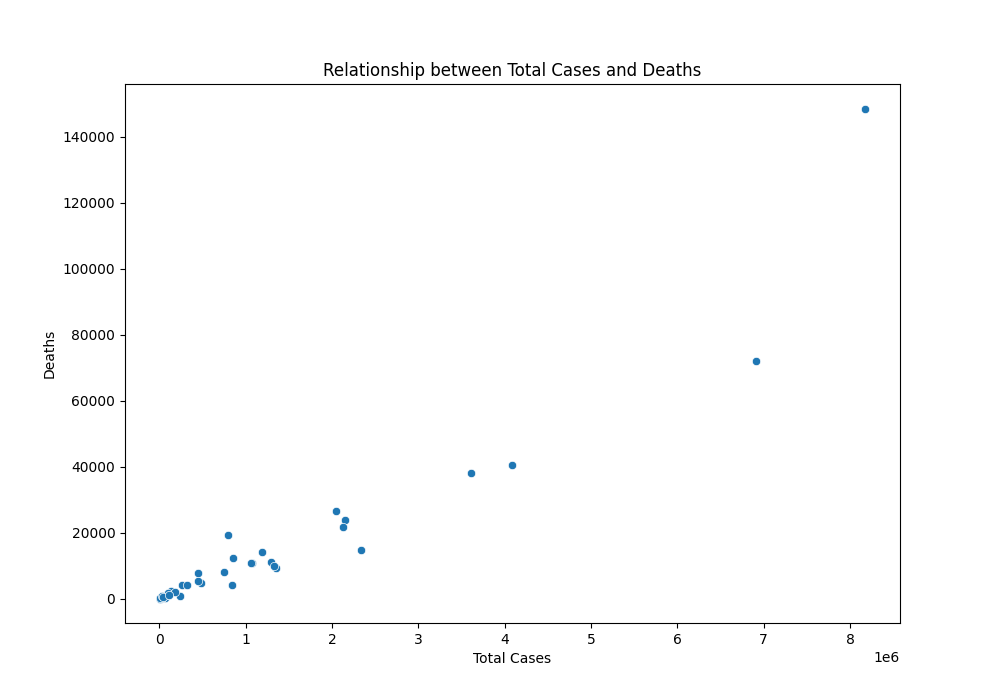 Relationship between Total Cases and Deaths
140000
120000
100000
80000
60000
40000
20000
0
Deaths
0 1 2 3 4 5 6 7 8
1e6
Total Cases